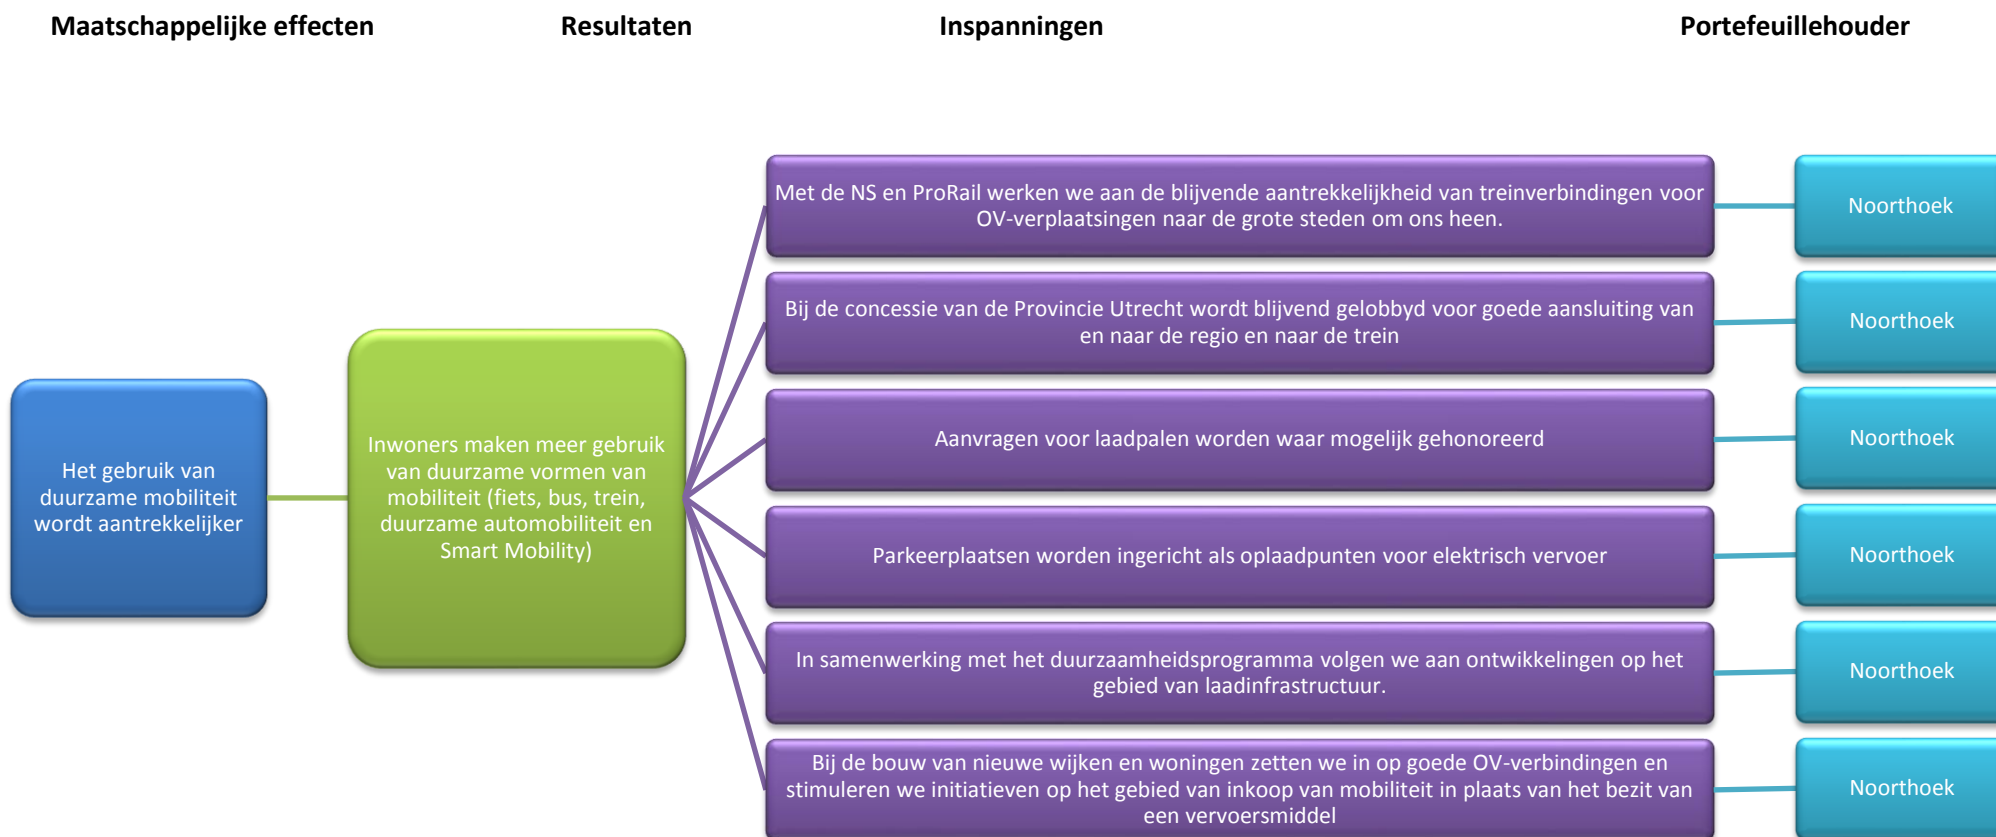 Maatschappelijke effecten
Resultaten
Inspanningen
Portefeuillehouder
Het gebruik van
duurzame mobiliteit
wordt aantrekkelijker
Inwoners maken meer gebruik
van duurzame vormen van
mobiliteit (fiets, bus, trein,
duurzame automobiliteit en
Smart Mobility)
Met de NS en ProRail werken we aan de blijvende aantrekkelijkheid van treinverbindingen voor
OV-verplaatsingen naar de grote steden om ons heen.
Noorthoek
Bij de concessie van de Provincie Utrecht wordt blijvend gelobbyd voor goede aansluiting van
en naar de regio en naar de trein
Noorthoek
Aanvragen voor laadpalen worden waar mogelijk gehonoreerd
Noorthoek
Parkeerplaatsen worden ingericht als oplaadpunten voor elektrisch vervoer
Noorthoek
In samenwerking met het duurzaamheidsprogramma volgen we aan ontwikkelingen op het
gebied van laadinfrastructuur.
Noorthoek
Bij de bouw van nieuwe wijken en woningen zetten we in op goede OV-verbindingen en
stimuleren we initiatieven op het gebied van inkoop van mobiliteit in plaats van het bezit van
een vervoersmiddel
Noorthoek